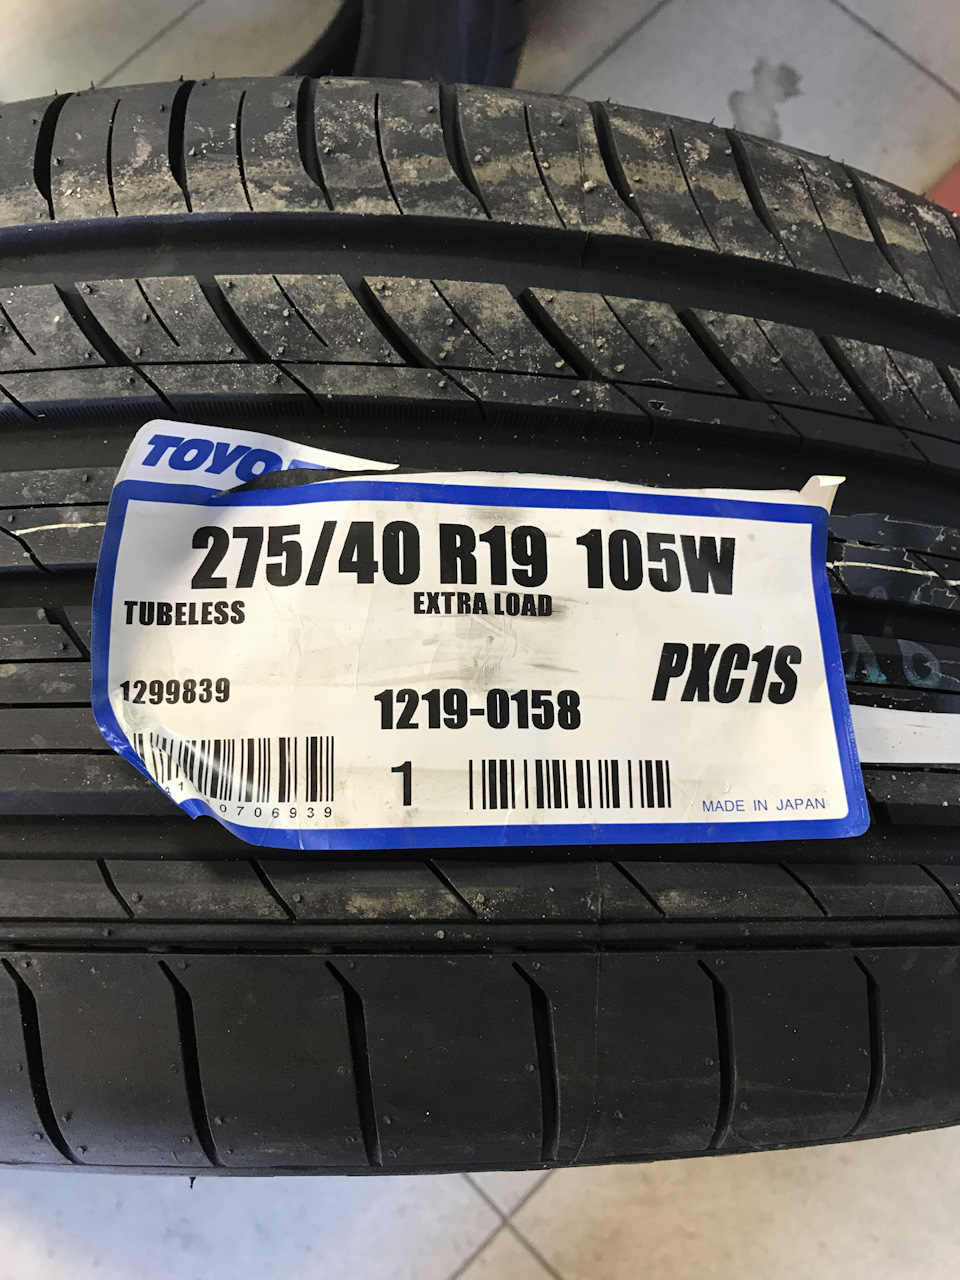 TOYO
275/40 R19 105W
TUBELESS EXTRA LOAD
PXC1S
1299839 1219-0158
1
0706939
MADE IN JAPAN